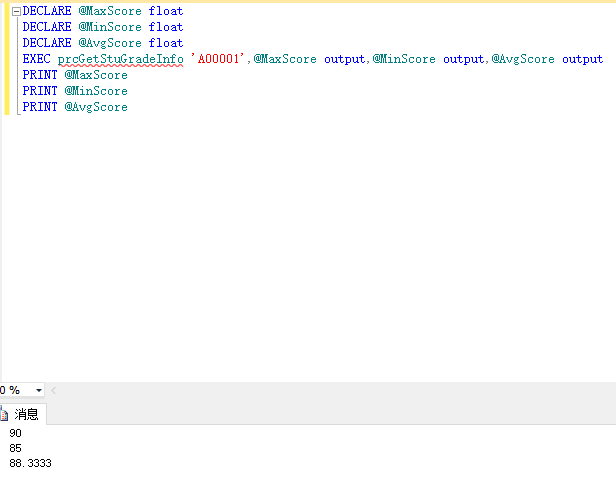 DECLARE @MaxScore float
DECLARE @MinScore float
DECLARE @AvgScore float
EXEC prcGetStuGradeInfo 'A00001',@MaxScore output,@MinScore output,@AvgScore output
PRINT @MaxScore
PRINT @MinScore
PRINT @AvgScore
0 %
消息
90
85
88.3333